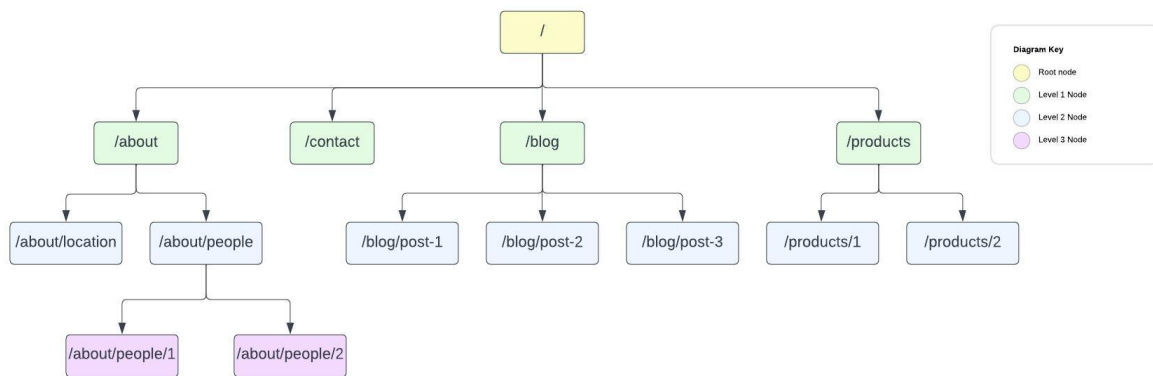 /
Diagram Key
Root node
Level 1 Node
Level 2 Node
Level 3 Node
/about
/contact
/blog
/products
/about/location
/about/people
/blog/post-1
/blog/post-2
/blog/post-3
/products/1
/products/2
/about/people/1
/about/people/2